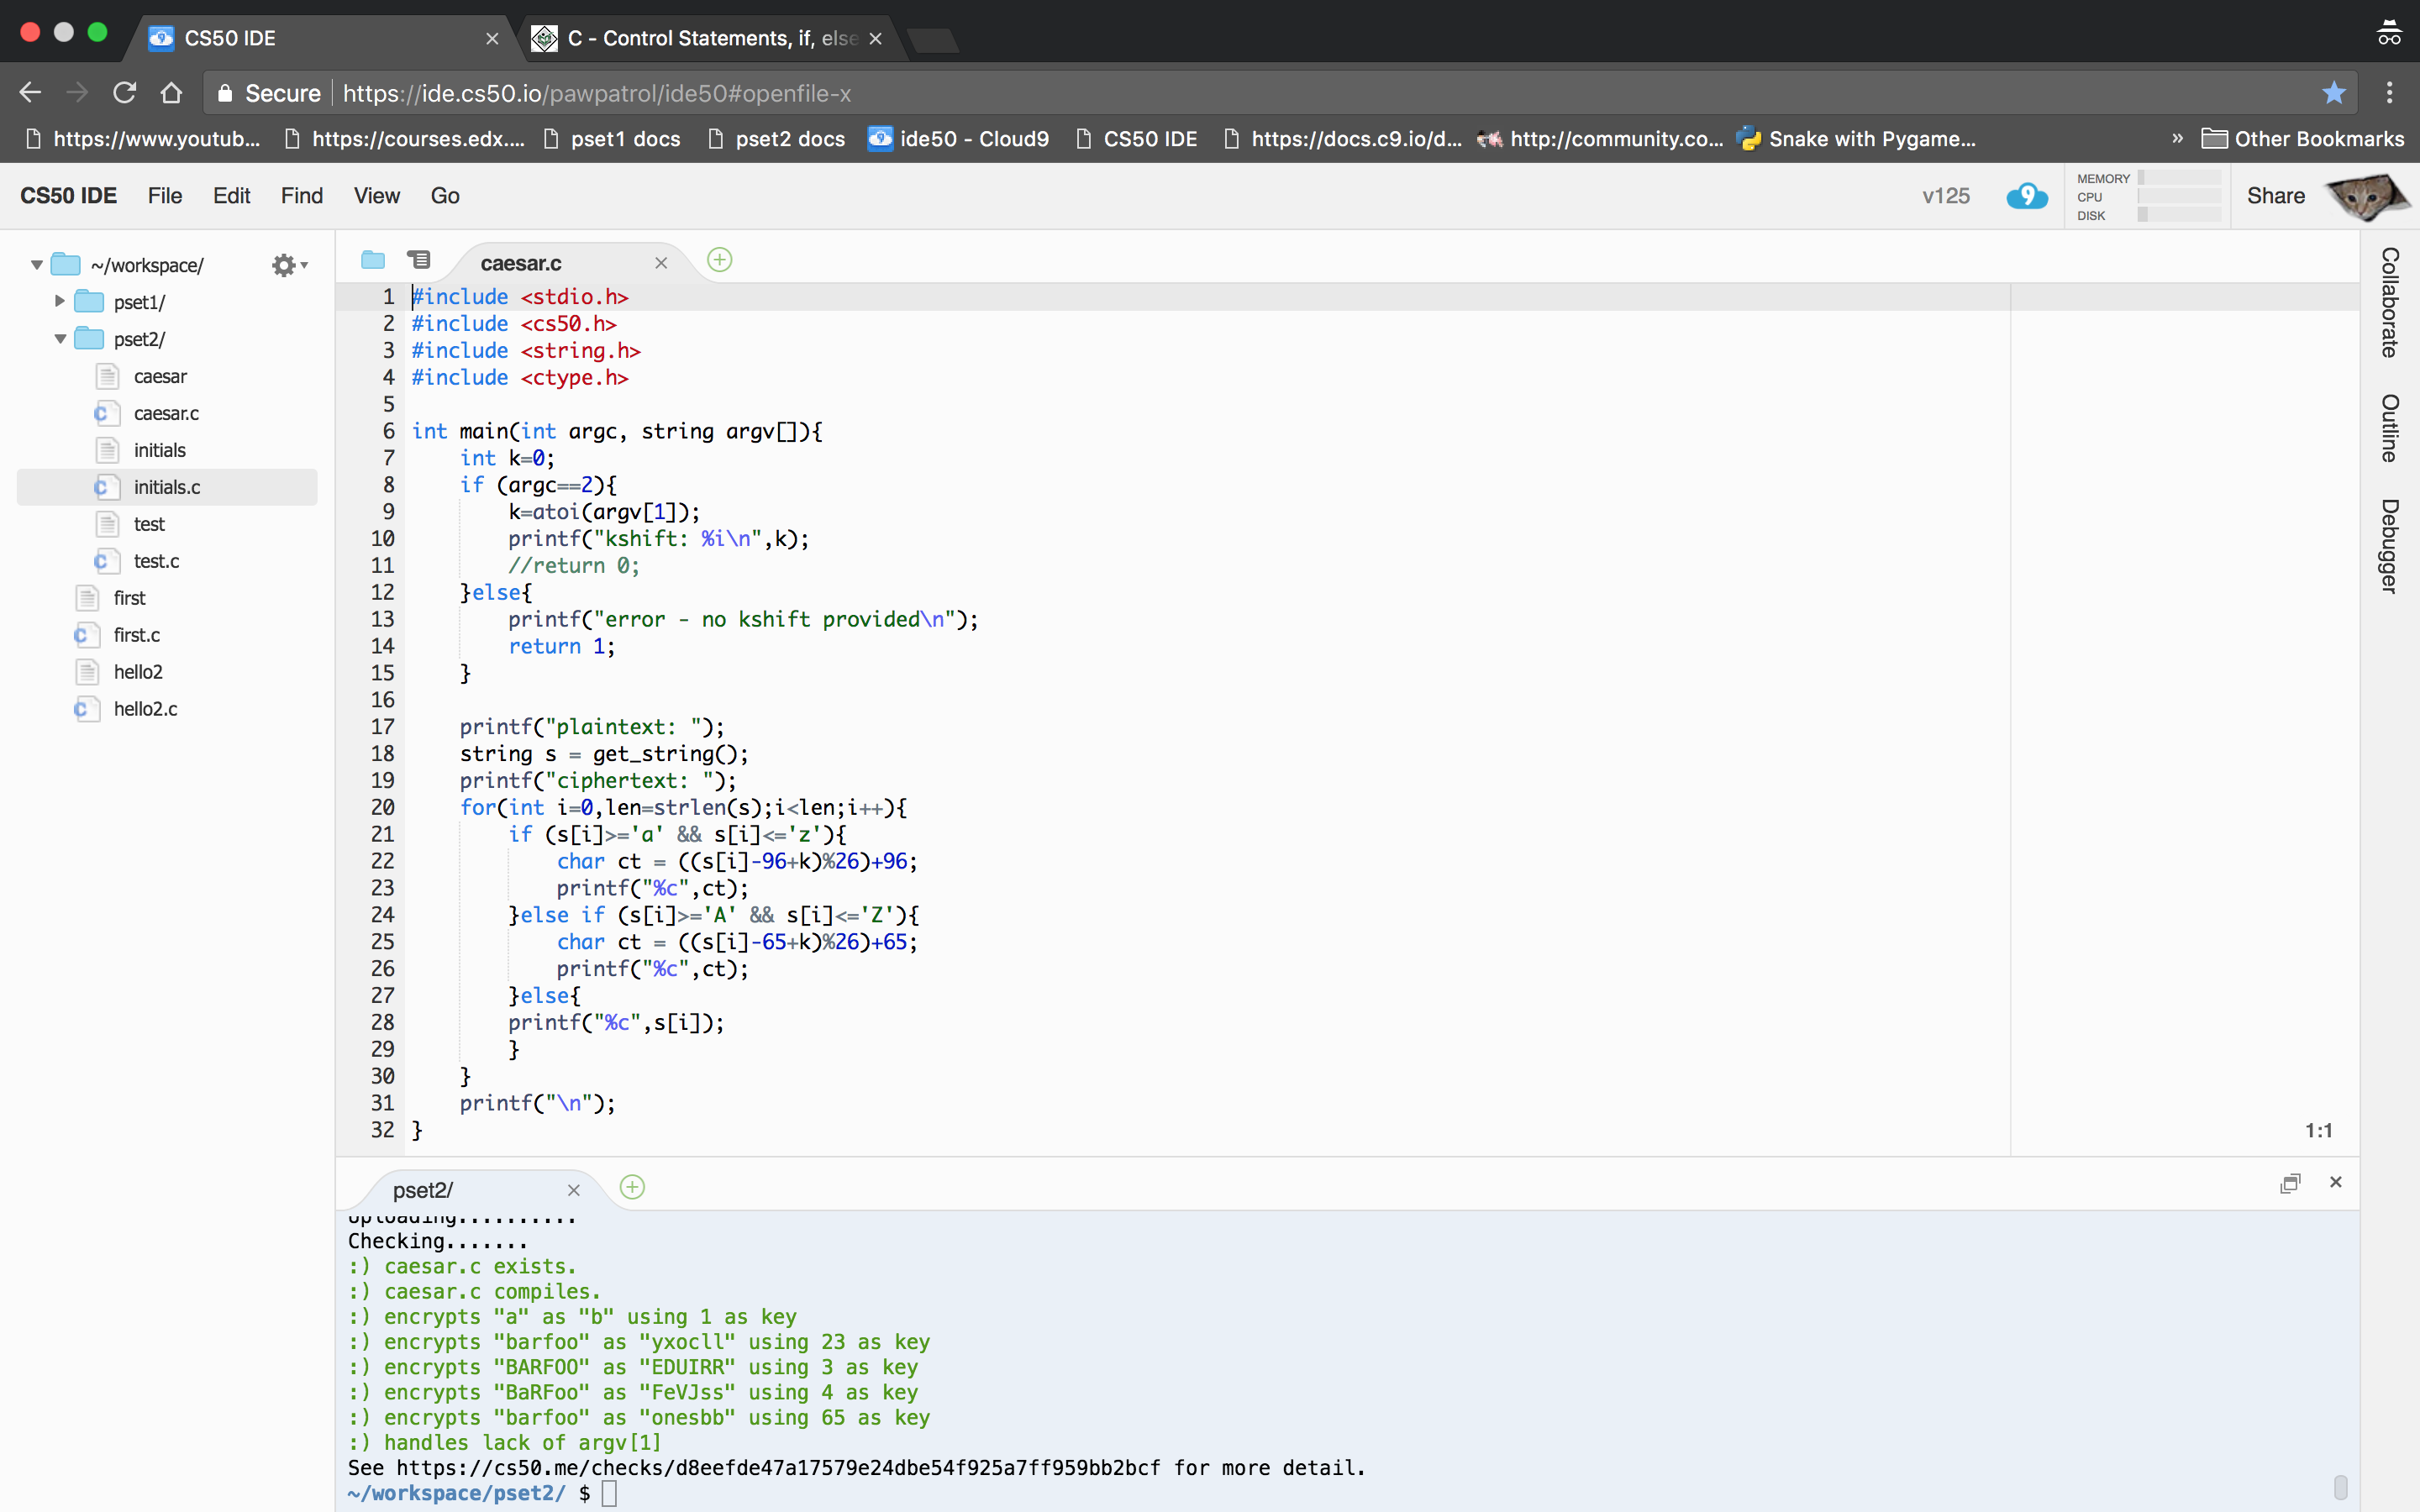 CS50 IDE
C - Control Statements, if, else
Secure https://ide.cs50.io/pawpatrol/ide50#openfile-x
https://www.youtub... https://courses.edx.... pset1 docs pset2 docs ide50 - Cloud9 CS50 IDE https://docs.c9.io/d... http://community.co... Snake with Pygame... » Other Bookmarks
CS50 IDE File Edit Find View Go v125 9 MEMORY CPU DISK Share
~/workspace/
pset1/
pset2/
caesar
caesar.c
initials
initials.c
test
test.c
first
first.c
hello2
hello2.c
caesar.c
1 #include <stdio.h>
2 #include <cs50.h>
3 #include <string.h>
4 #include <ctype.h>
5
6 int main(int argc, string argv[]){
7     int k=0;
8     if (argc==2){
9         k=atoi(argv[1]);
10         printf("kshift: %i\n",k);
11         //return 0;
12     }else{
13         printf("error - no kshift provided\n");
14         return 1;
15     }
16
17     printf("plaintext: ");
18     string s = get_string();
19     printf("ciphertext: ");
20     for(int i=0,len=strlen(s);i<len;i++){
21         if (s[i]>='a' && s[i]<='z'){
22             char ct = ((s[i]-96+k)%26)+96;
23             printf("%c",ct);
24         }else if (s[i]>='A' && s[i]<='Z'){
25             char ct = ((s[i]-65+k)%26)+65;
26             printf("%c",ct);
27         }else{
28         printf("%c",s[i]);
29         }
30     }
31     printf("\n");
32 }
1:1
Collaborate
Outline
Debugger
pset2/
Uploading..........
Checking.......
:) caesar.c exists.
:) caesar.c compiles.
:) encrypts "a" as "b" using 1 as key
:) encrypts "barfoo" as "yxocll" using 23 as key
:) encrypts "BARFOO" as "EDUIRR" using 3 as key
:) encrypts "BaRFoo" as "FeVJss" using 4 as key
:) encrypts "barfoo" as "onesbb" using 65 as key
:) handles lack of argv[1]
See https://cs50.me/checks/d8eefde47a17579e24dbe54f925a7ff959bb2bcf for more detail.
~/workspace/pset2/ $